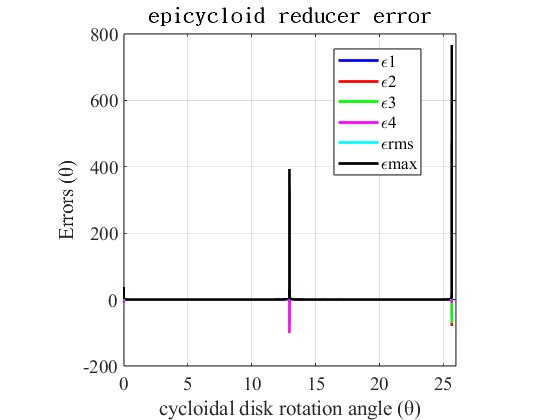 epicycloid reducer error
800
600
400
200
0
-200
Errors (θ)
ϵ1
ϵ2
ϵ3
ϵ4
ϵrms
ϵmax
0 5 10 15 20 25
cycloidal disk rotation angle (θ)